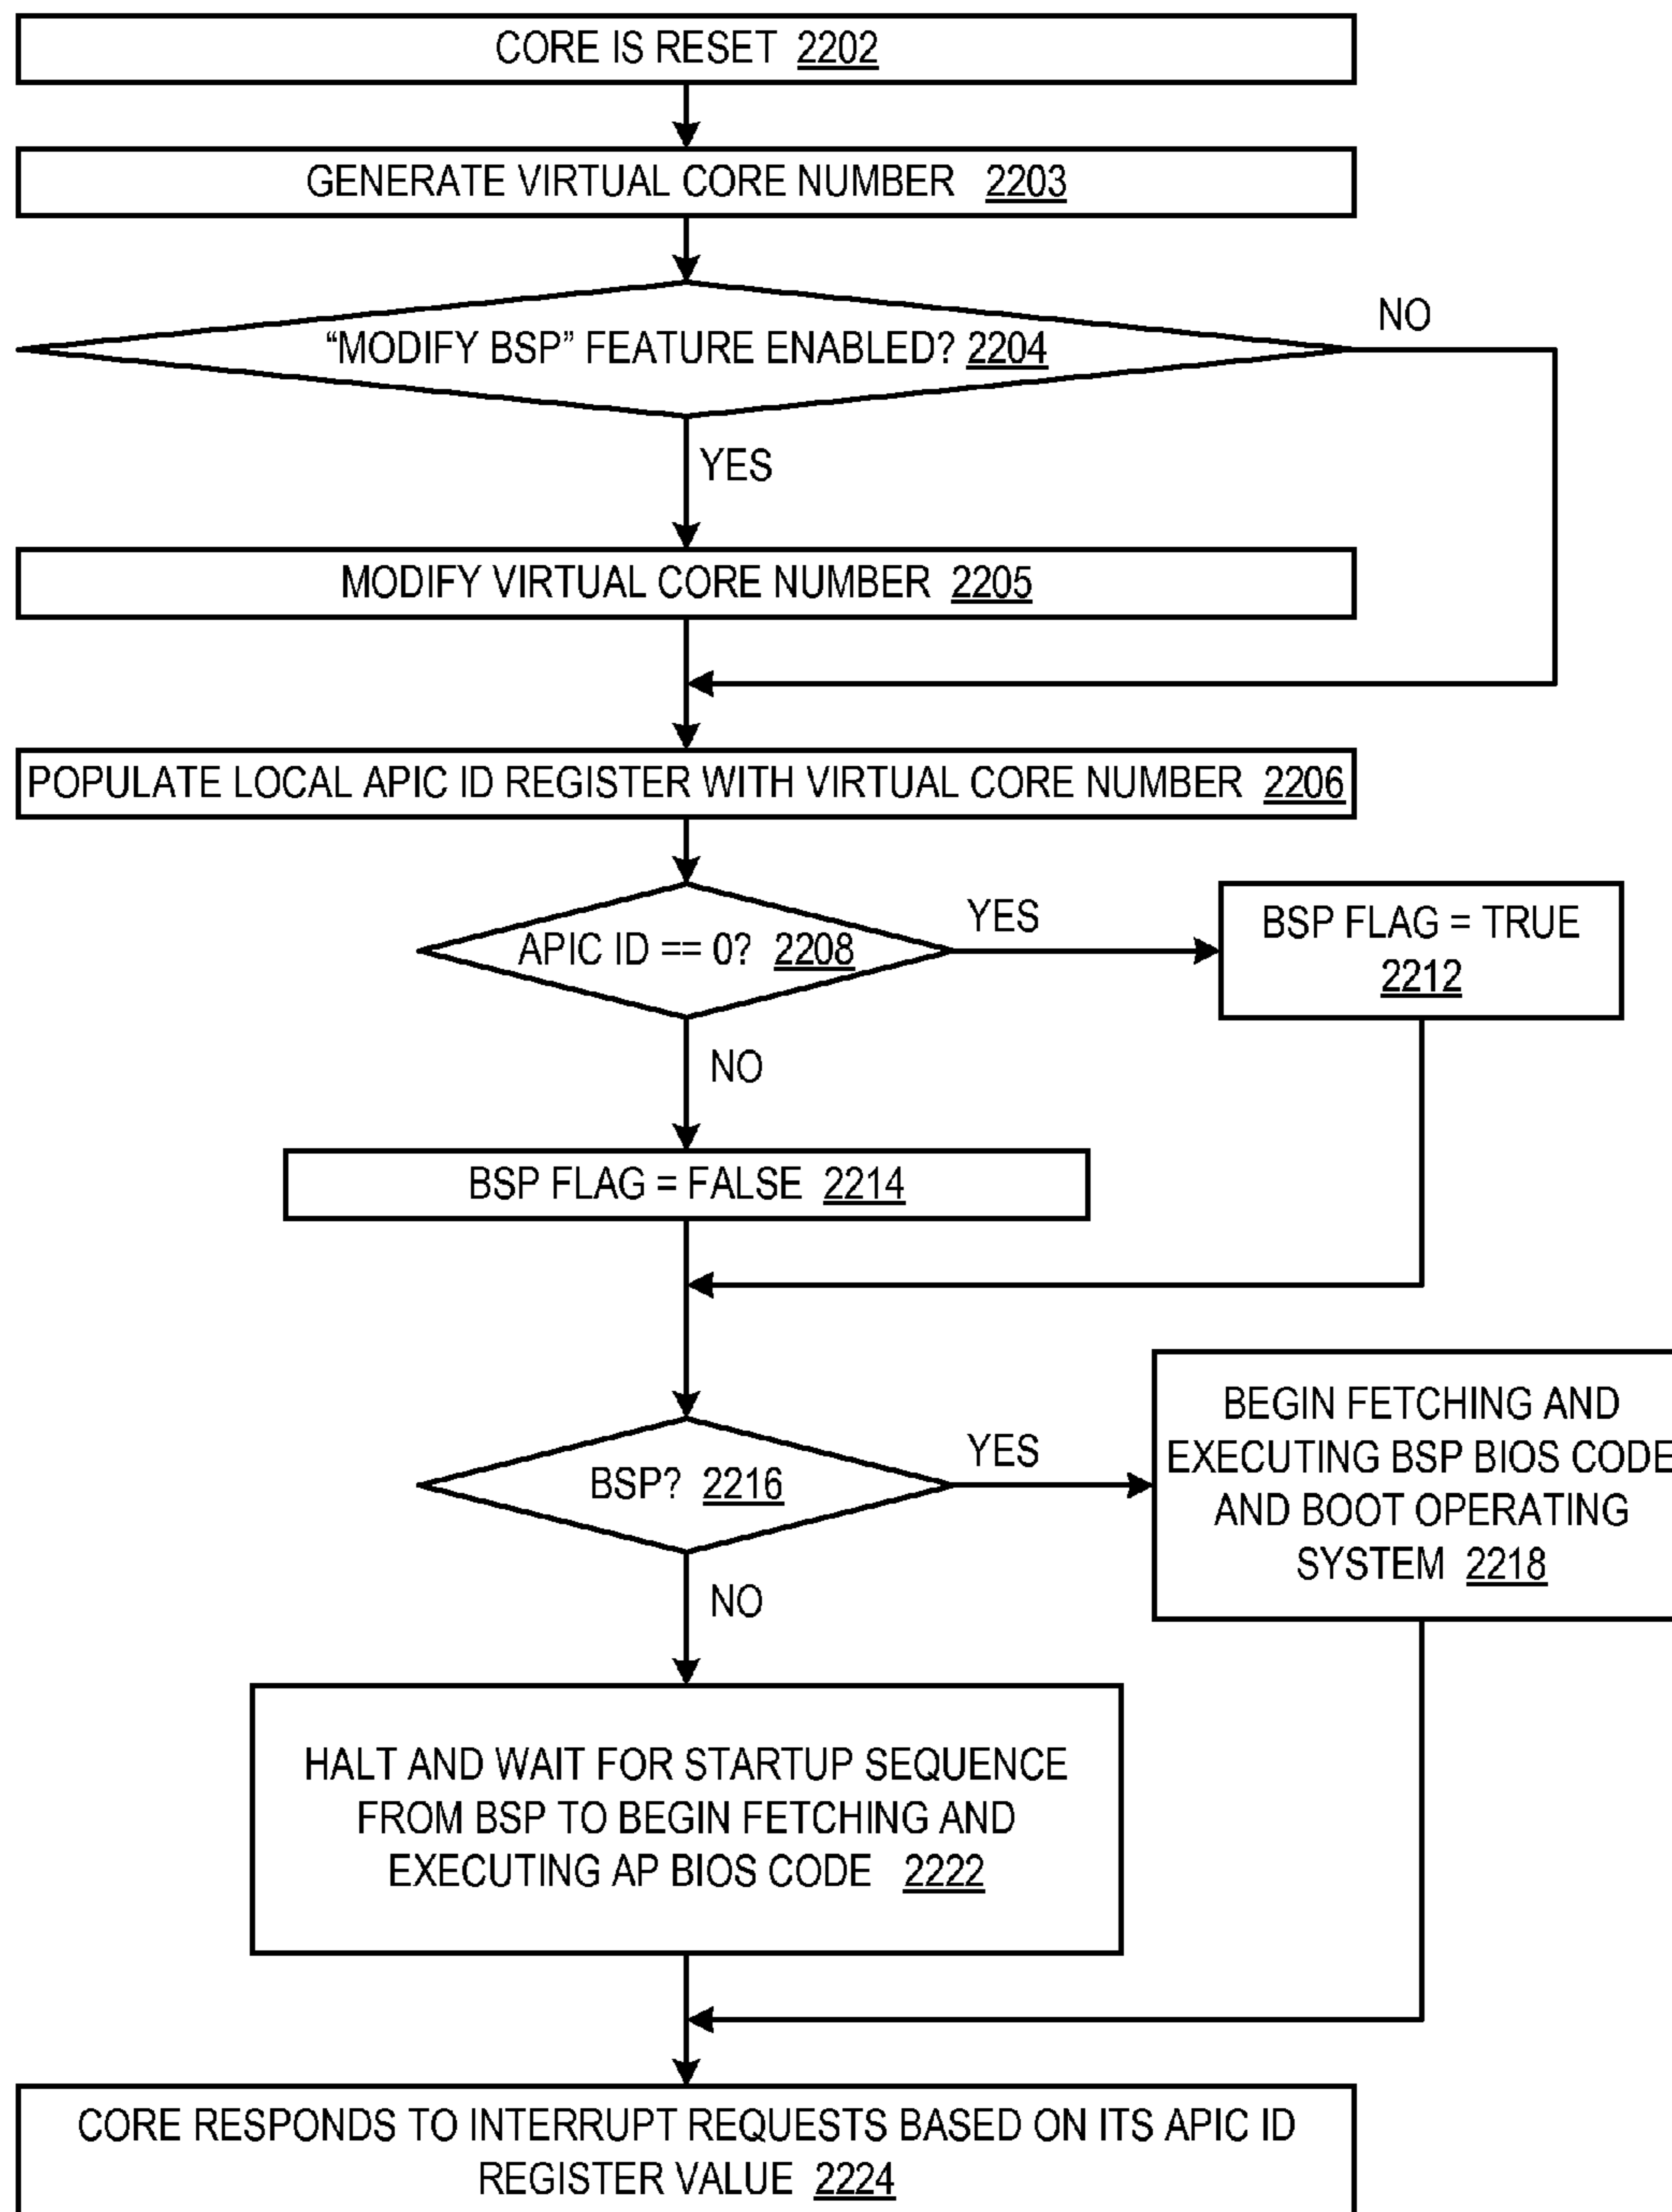 CORE IS RESET 2202
GENERATE VIRTUAL CORE NUMBER 2203
“MODIFY BSP” FEATURE ENABLED? 2204
NO
YES
MODIFY VIRTUAL CORE NUMBER 2205
POPULATE LOCAL APIC ID REGISTER WITH VIRTUAL CORE NUMBER 2206
APIC ID == 0? 2208
YES
BSP FLAG = TRUE
2212
NO
BSP FLAG = FALSE 2214
BSP? 2216
YES
BEGIN FETCHING AND
EXECUTING BSP BIOS CODE
AND BOOT OPERATING
SYSTEM 2218
NO
HALT AND WAIT FOR STARTUP SEQUENCE
FROM BSP TO BEGIN FETCHING AND
EXECUTING AP BIOS CODE 2222
CORE RESPONDS TO INTERRUPT REQUESTS BASED ON ITS APIC ID
REGISTER VALUE 2224